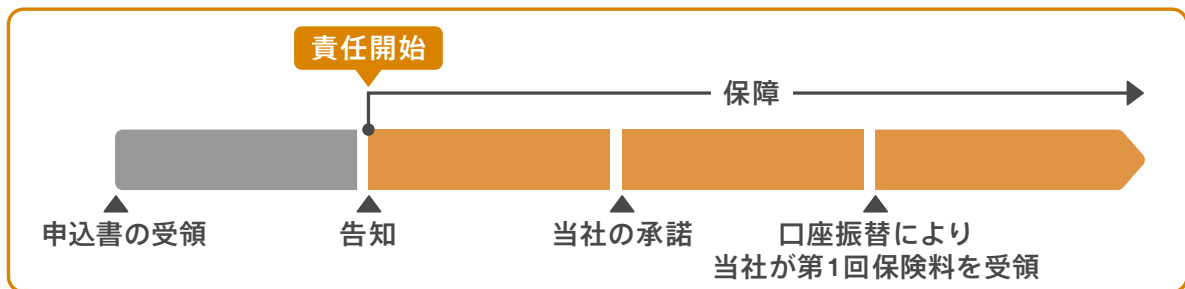 責任開始
保障
申込書の受領
告知
当社の承諾
口座振替により
当社が第1回保険料を受領